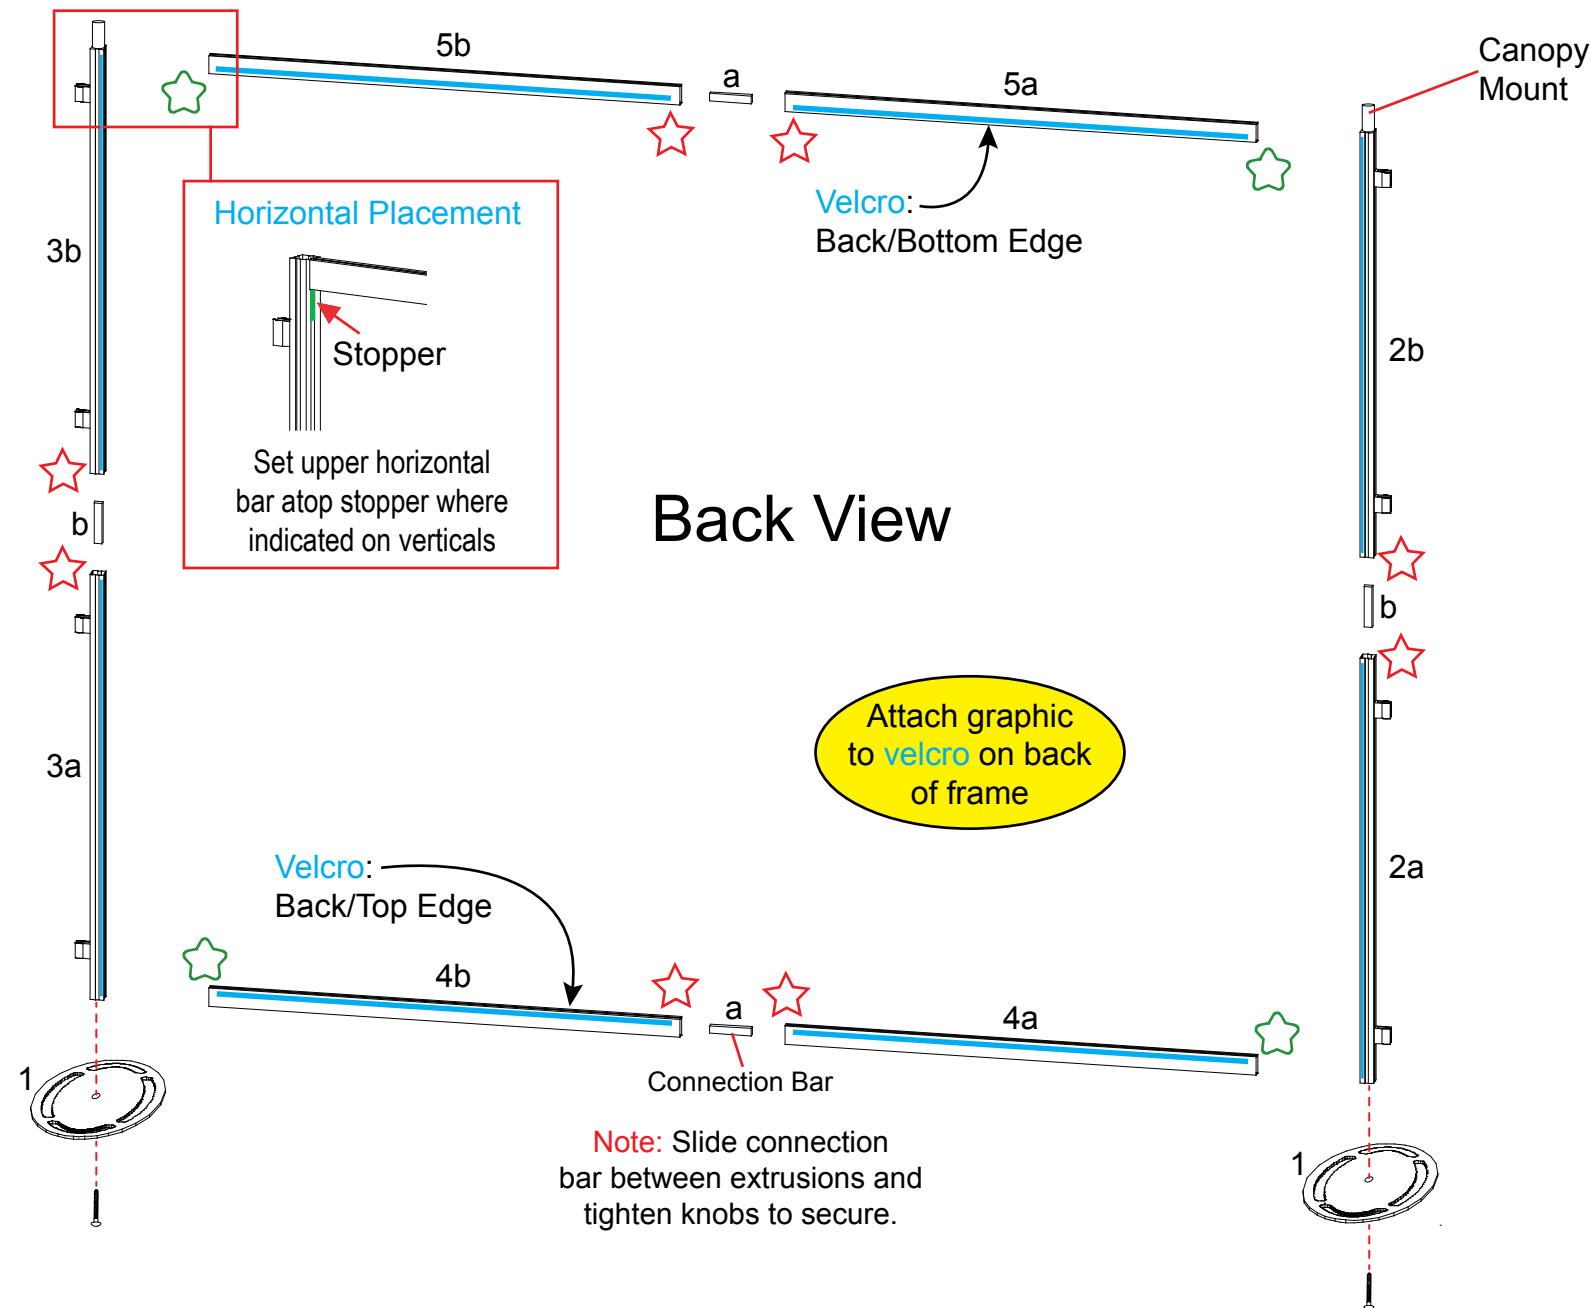 5b
a
5a
Canopy
Mount
Horizontal Placement
Stopper
Set upper horizontal
bar atop stopper where
indicated on verticals
Velcro:
Back/Bottom Edge
3b
2b
b
Back View
b
Attach graphic
to velcro on back
of frame
3a
2a
Velcro:
Back/Top Edge
4b
a
4a
Connection Bar
1
Note: Slide connection
bar between extrusions and
tighten knobs to secure.
1